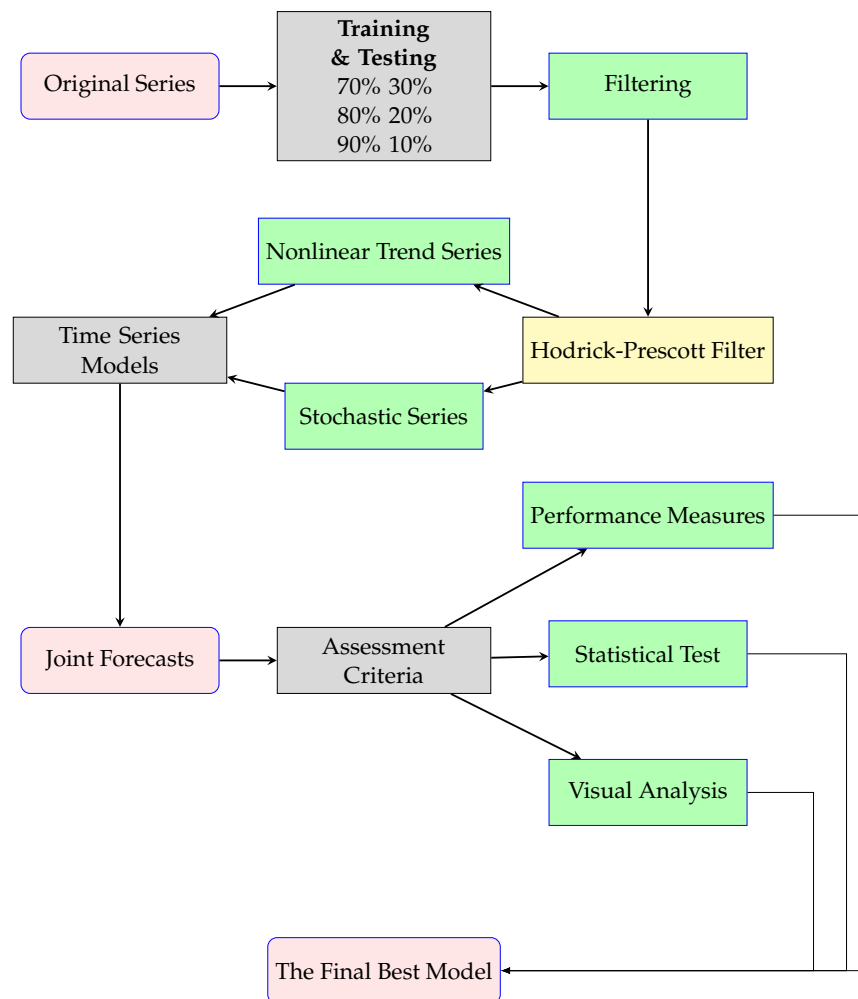 Original Series
Training
& Testing
70% 30%
80% 20%
90% 10%
Filtering
Nonlinear Trend Series
Time Series
Models
Hodrick-Prescott Filter
Stochastic Series
Performance Measures
Joint Forecasts
Assessment
Criteria
Statistical Test
Visual Analysis
The Final Best Model